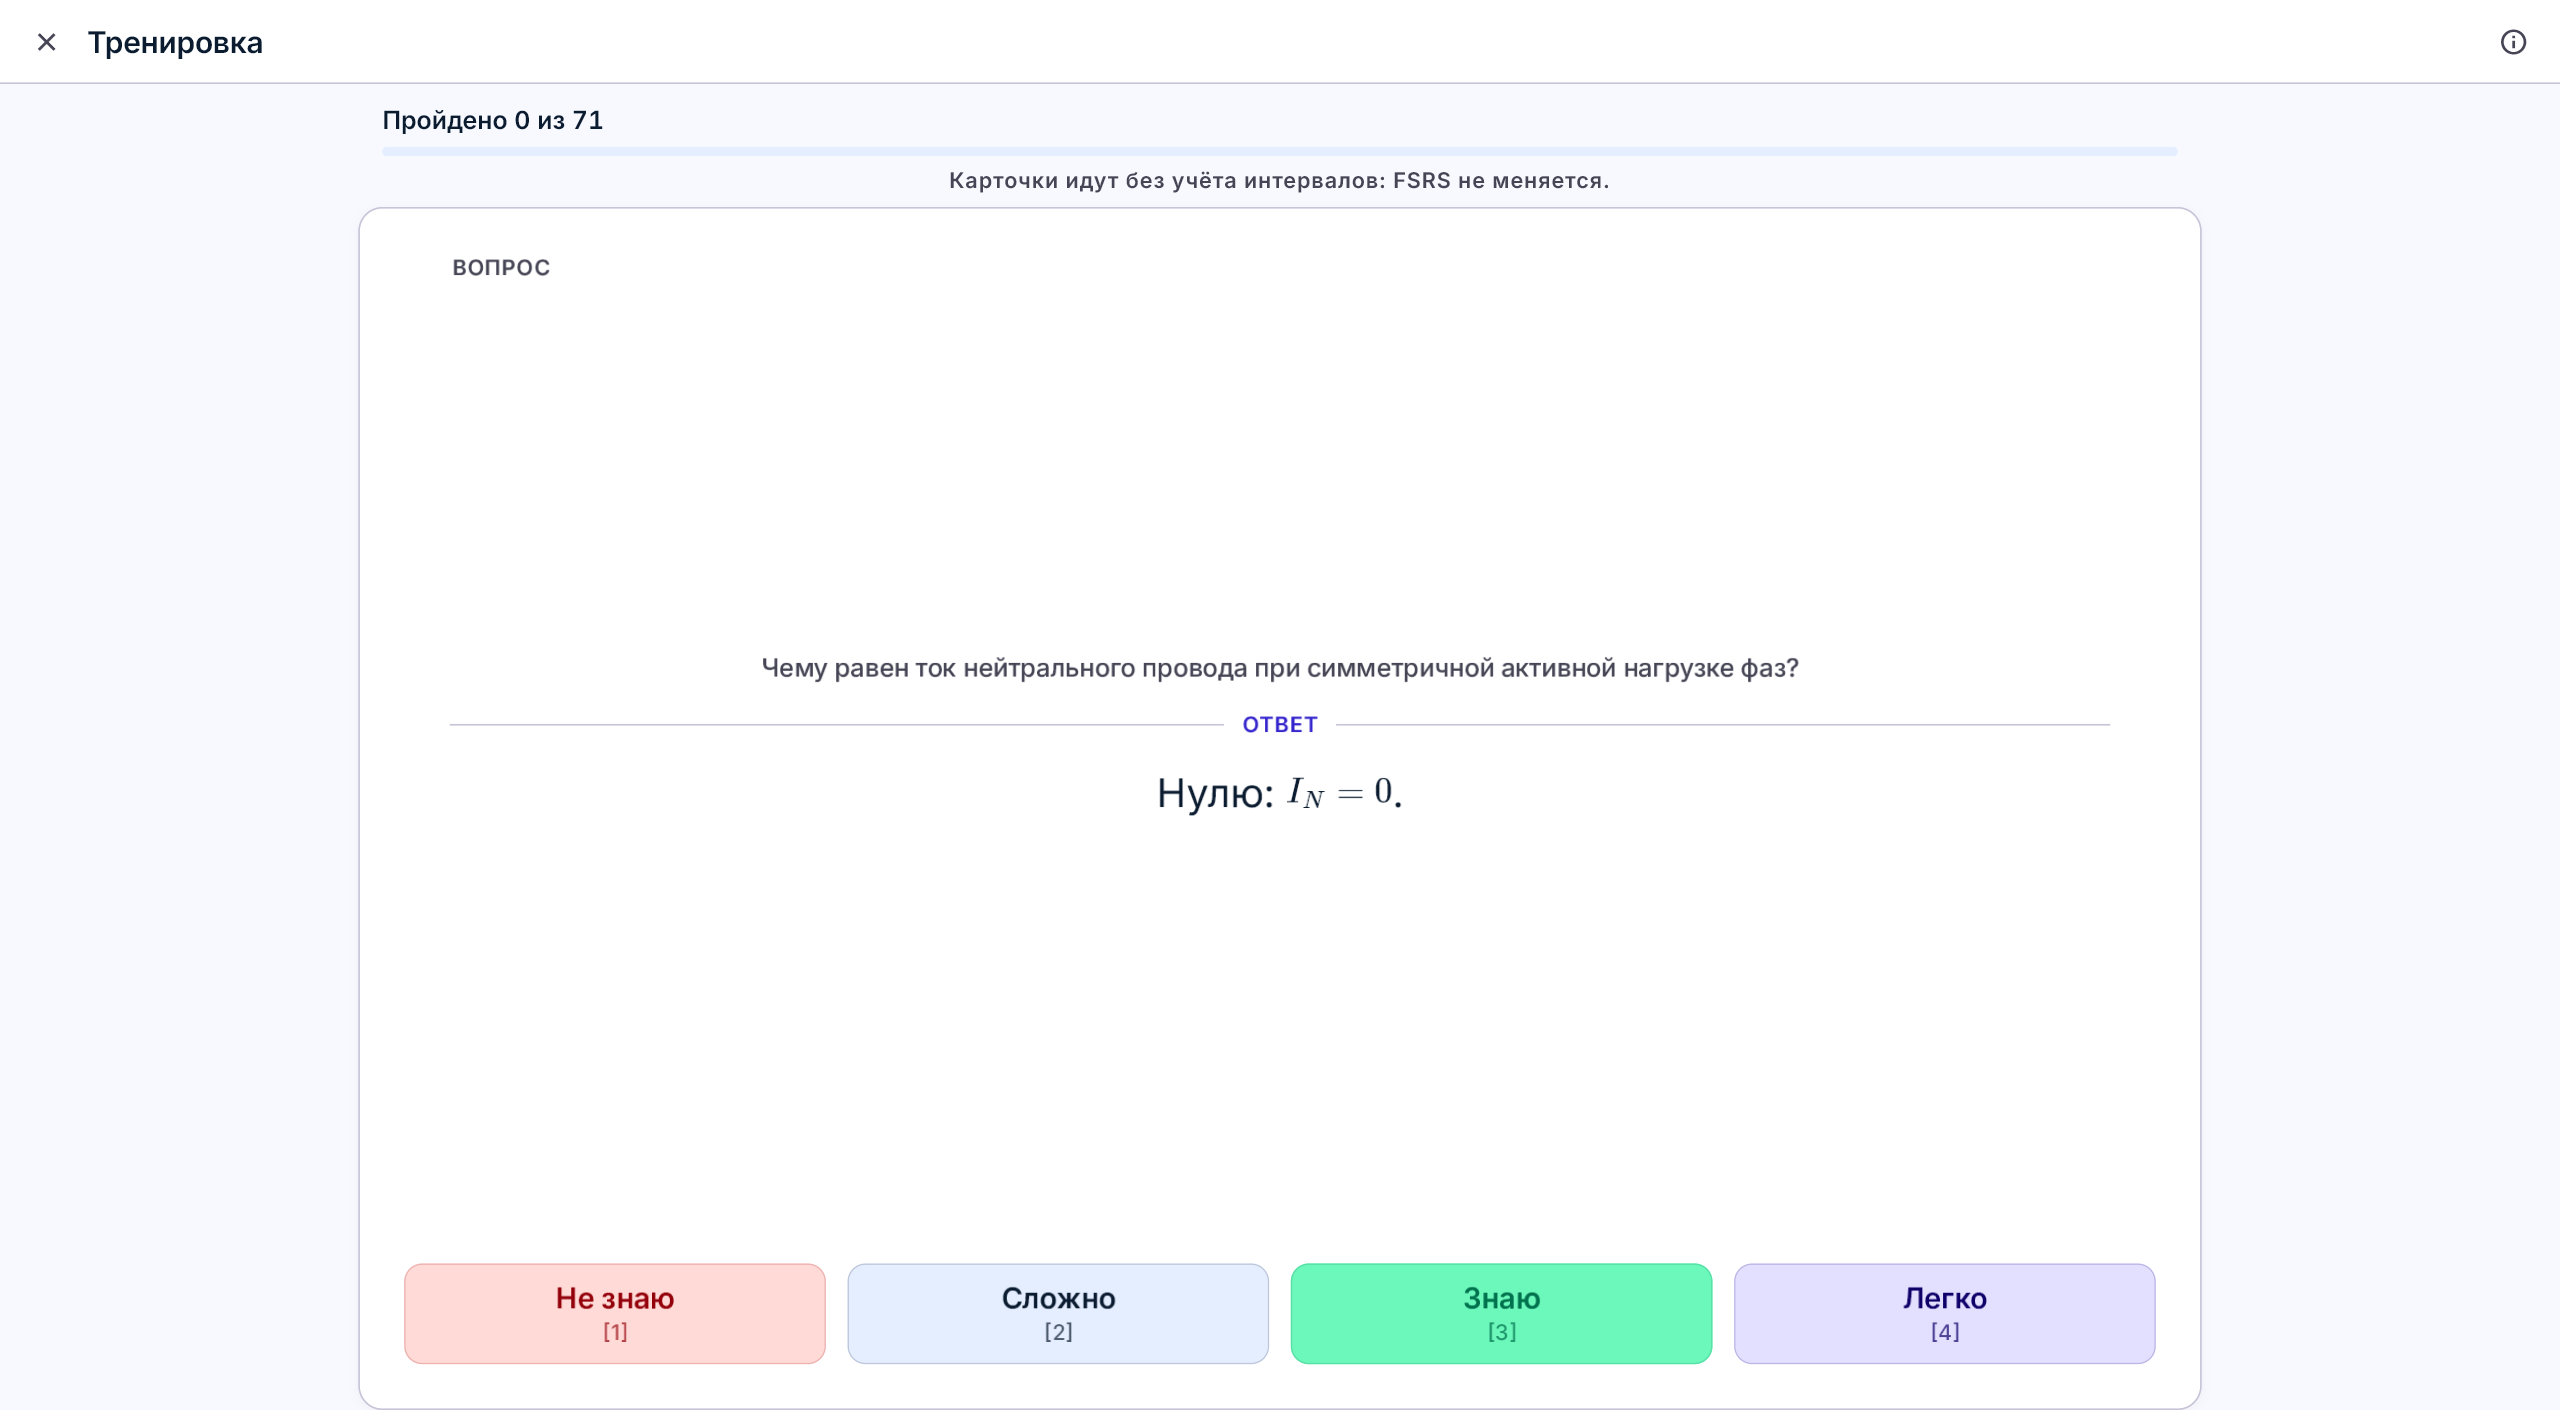 Тренировка
Пройдено 0 из 71
Карточки идут без учёта интервалов: FSRS не меняется.
ВОПРОС
Чему равен ток нейтрального провода при симметричной активной нагрузке фаз?
ОТВЕТ
Нулю: I_N = 0.
Не знаю
[1]
Сложно
[2]
Знаю
[3]
Легко
[4]